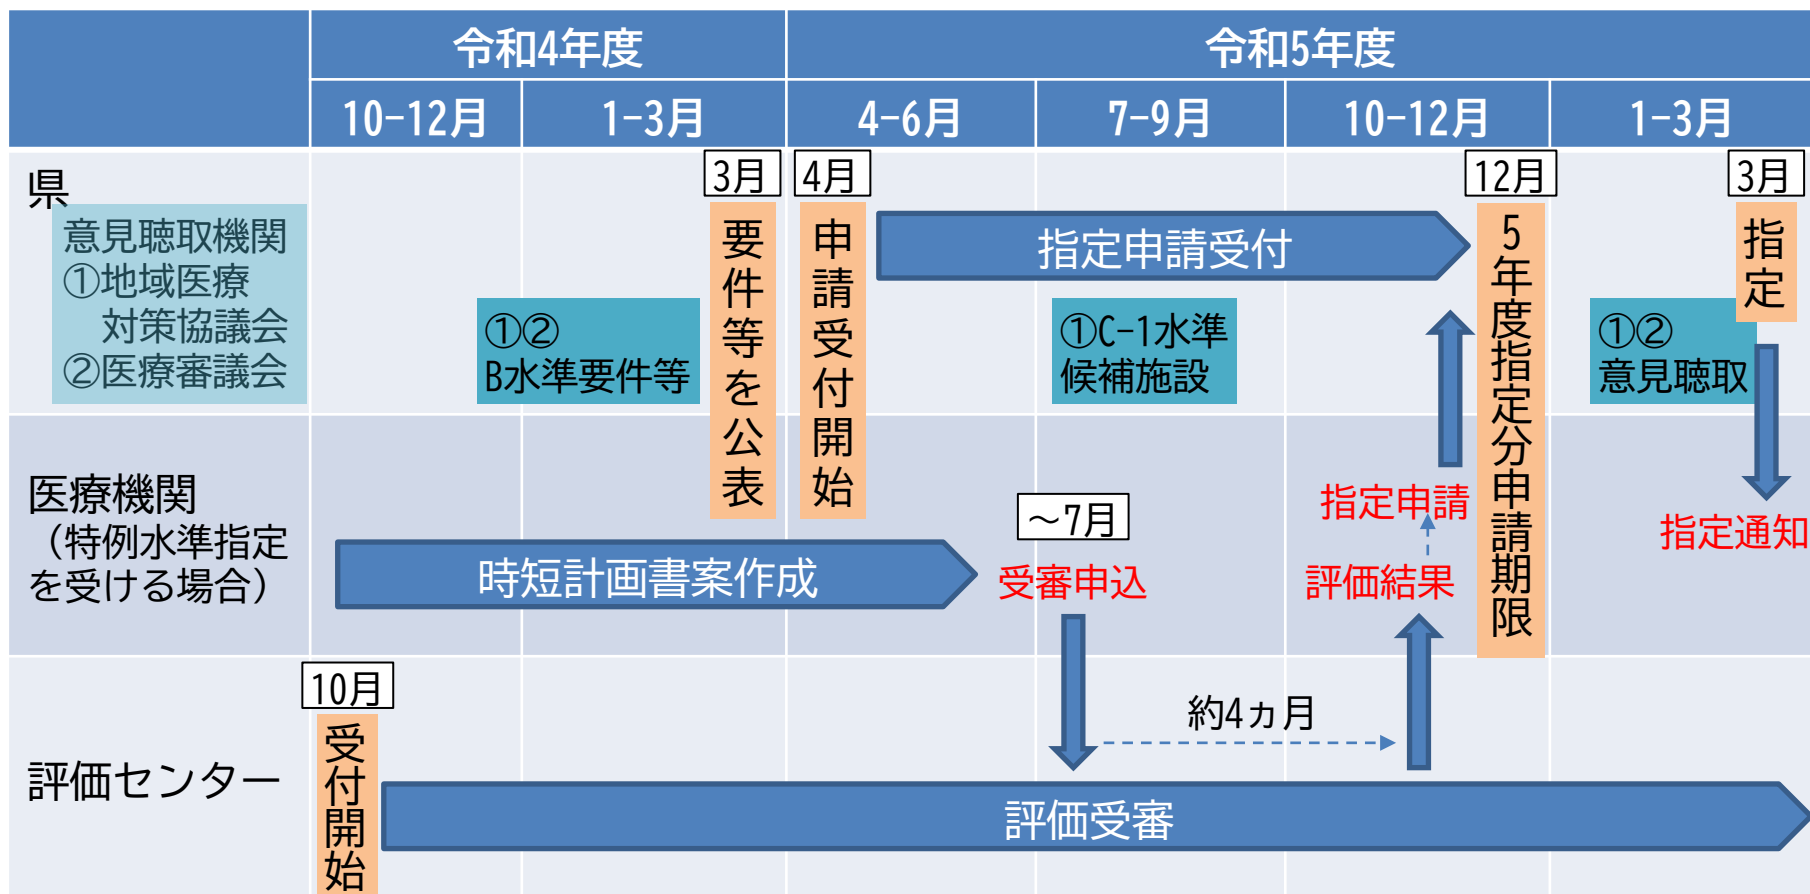 令和4年度
令和5年度
10-12月
1-3月
4-6月
7-9月
10-12月
1-3月
県
意見聴取機関
①地域医療
対策協議会
②医療審議会
①②
B水準要件等
3月
要件等を公表
4月
申請受付開始
指定申請受付
①C-1水準
候補施設
12月
5年度指定分申請期限
①②
意見聴取
3月
指定
医療機関
（特例水準指定
を受ける場合）
時短計画書案作成
～7月
受審申込
指定申請
評価結果
指定通知
評価センター
10月
受付開始
約4ヵ月
評価受審